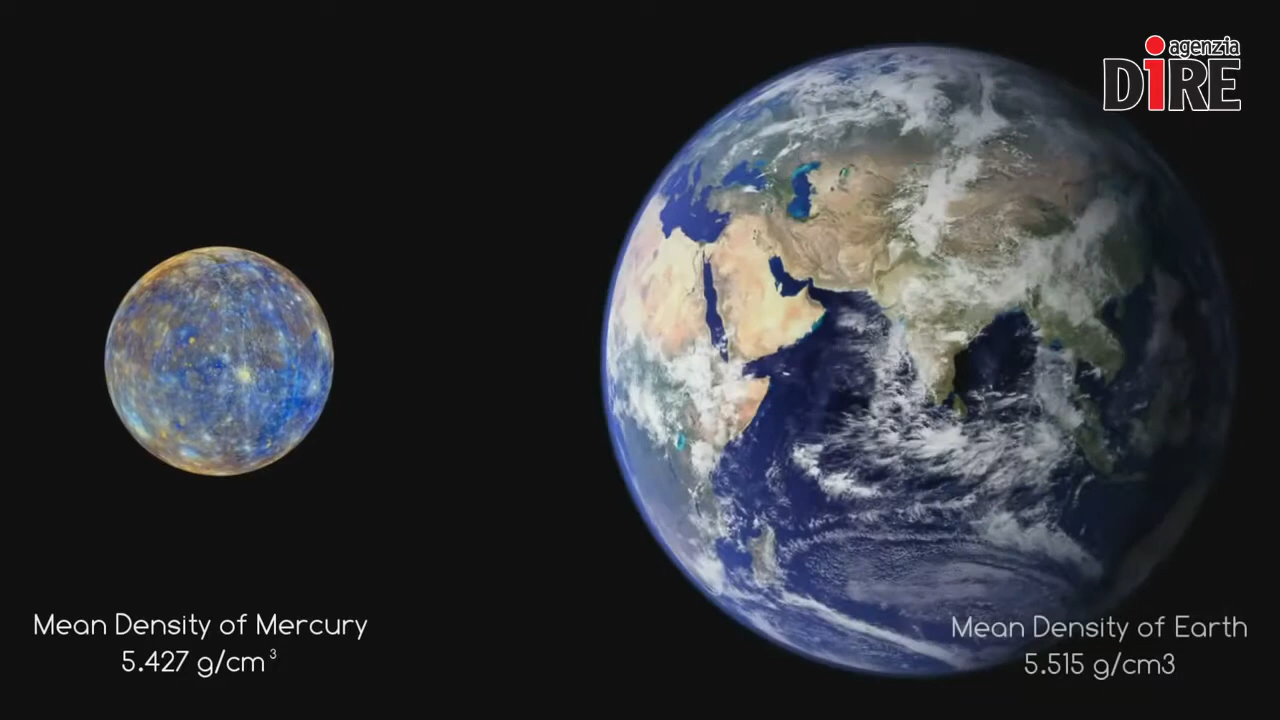 agenzia
DiRE
Mean Density of Mercury
5.427 g/cm³
Mean Density of Earth
5.515 g/cm3